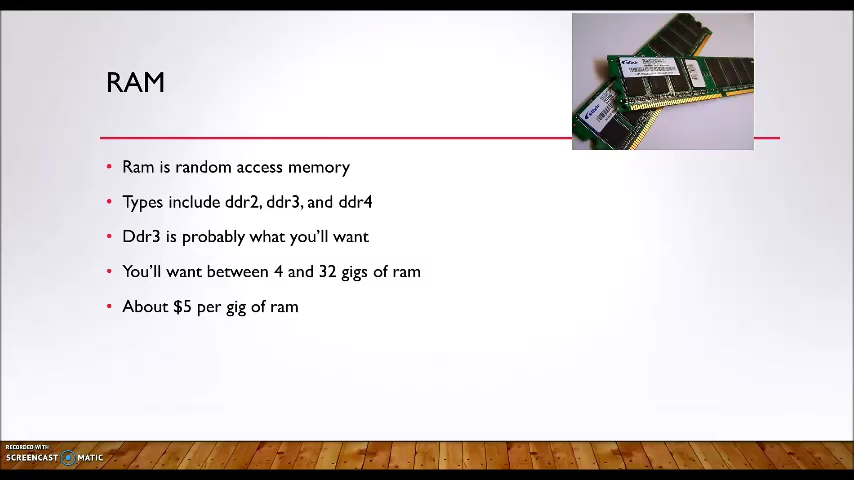 RAM
• Ram is random access memory
• Types include ddr2, ddr3, and ddr4
• Ddr3 is probably what you'll want
• You'll want between 4 and 32 gigs of ram
• About $5 per gig of ram
RECORDED WITH
SCREENCAST MATIC